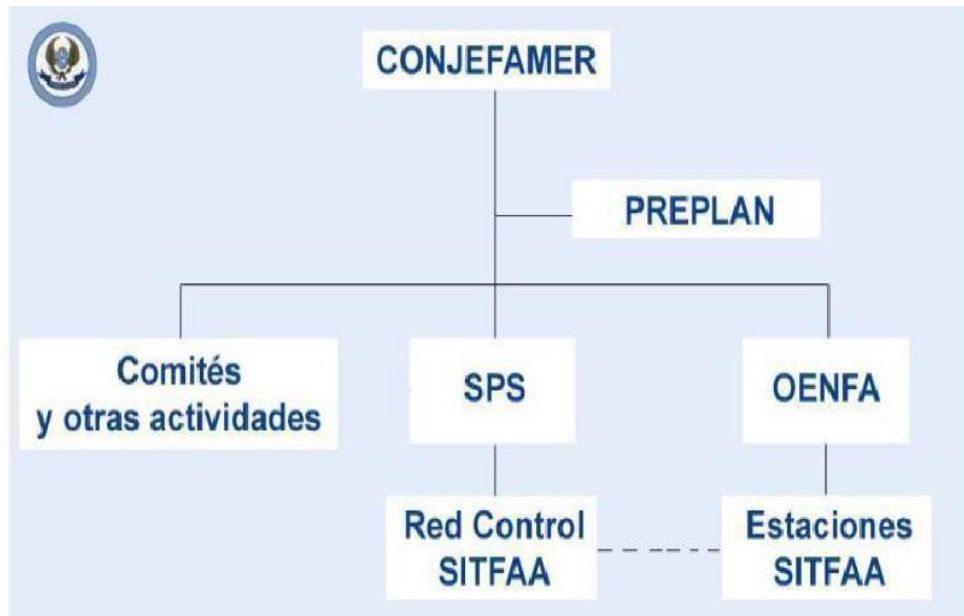 CONJEFAMER
PREPLAN
Comités
y otras actividades
SPS
OENFA
Red Control
SITFAA
Estaciones
SITFAA